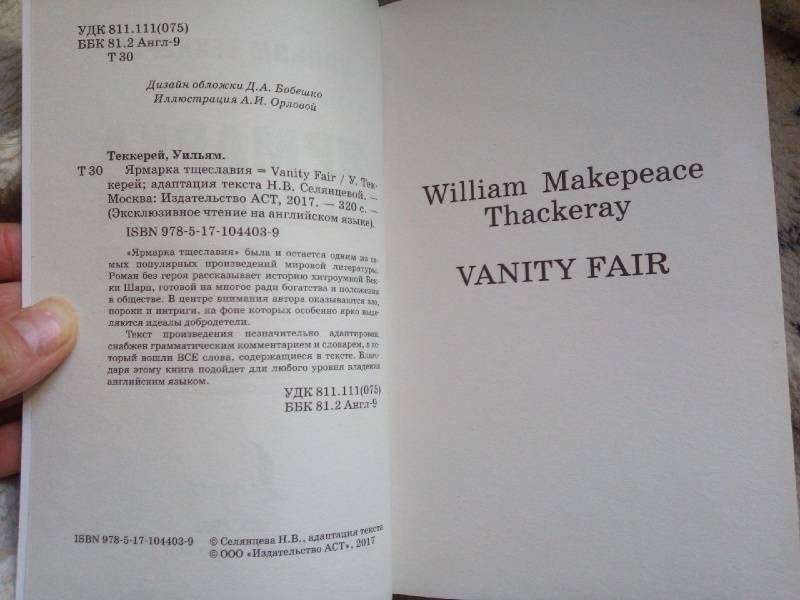 УДК 811.111(075)
ББК 81.2 Англ-9
Т 30
Дизайн обложки Д.А. Бобешко
Иллюстрация А.И. Орловой
Теккерей, Уильям.
Т 30 Ярмарка тщеславия = Vanity Fair / У. Тек-
керей; адаптация текста Н.В. Селянцевой. —
Москва: Издательство АСТ, 2017. — 320 с. —
(Эксклюзивное чтение на английском языке).
ISBN 978-5-17-104403-9
«Ярмарка тщеславия» была и остается одним из са-
мых популярных произведений мировой литературы.
Роман без героя рассказывает историю хитроумной Бек-
ки Шарп, готовой на многое ради богатства и положения
в обществе. В центре внимания автора оказываются зло,
пороки и интриги, на фоне которых особенно ярко выде-
ляются идеалы добродетели.
Текст произведения незначительно адаптирован,
снабжен грамматическим комментарием и словарем, в ко-
торый вошли ВСЕ слова, содержащиеся в тексте. Благо-
даря этому книга подойдет для любого уровня владения
английским языком.
УДК 811.111(075)
ББК 81.2 Англ-9
ISBN 978-5-17-104403-9
© Селянцева Н.В., адаптация текста
© ООО «Издательство АСТ», 2017
William Makepeace
Thackeray
VANITY FAIR